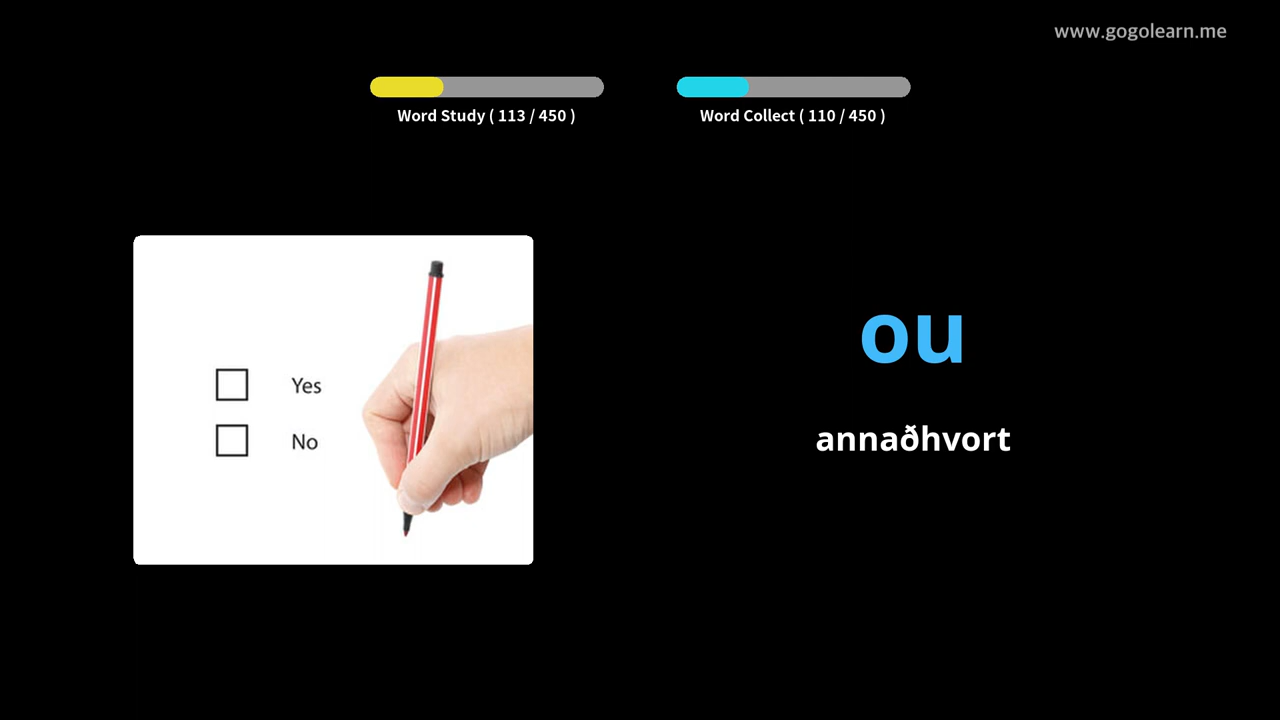 www.gogolearn.me
Word Study ( 113 / 450 )
Word Collect ( 110 / 450 )
Yes
No
ou
annaðhvort